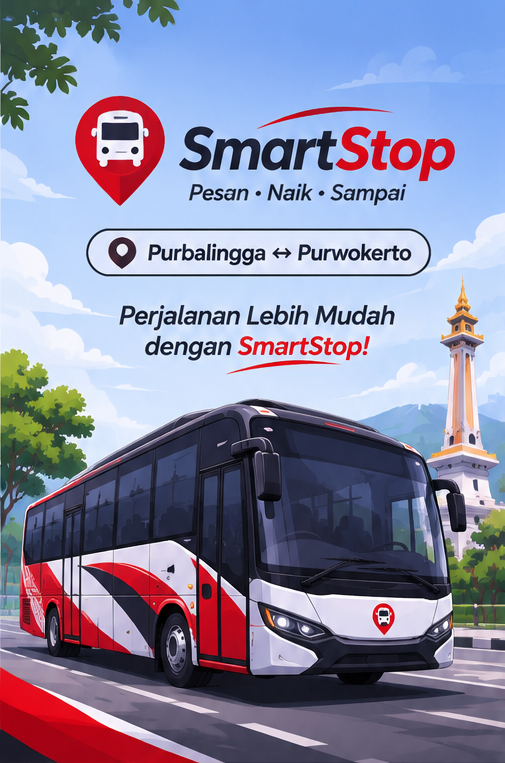 SmartStop
Pesan • Naik • Sampai
Purbalingga ↔ Purwokerto
Perjalanan Lebih Mudah
dengan SmartStop!